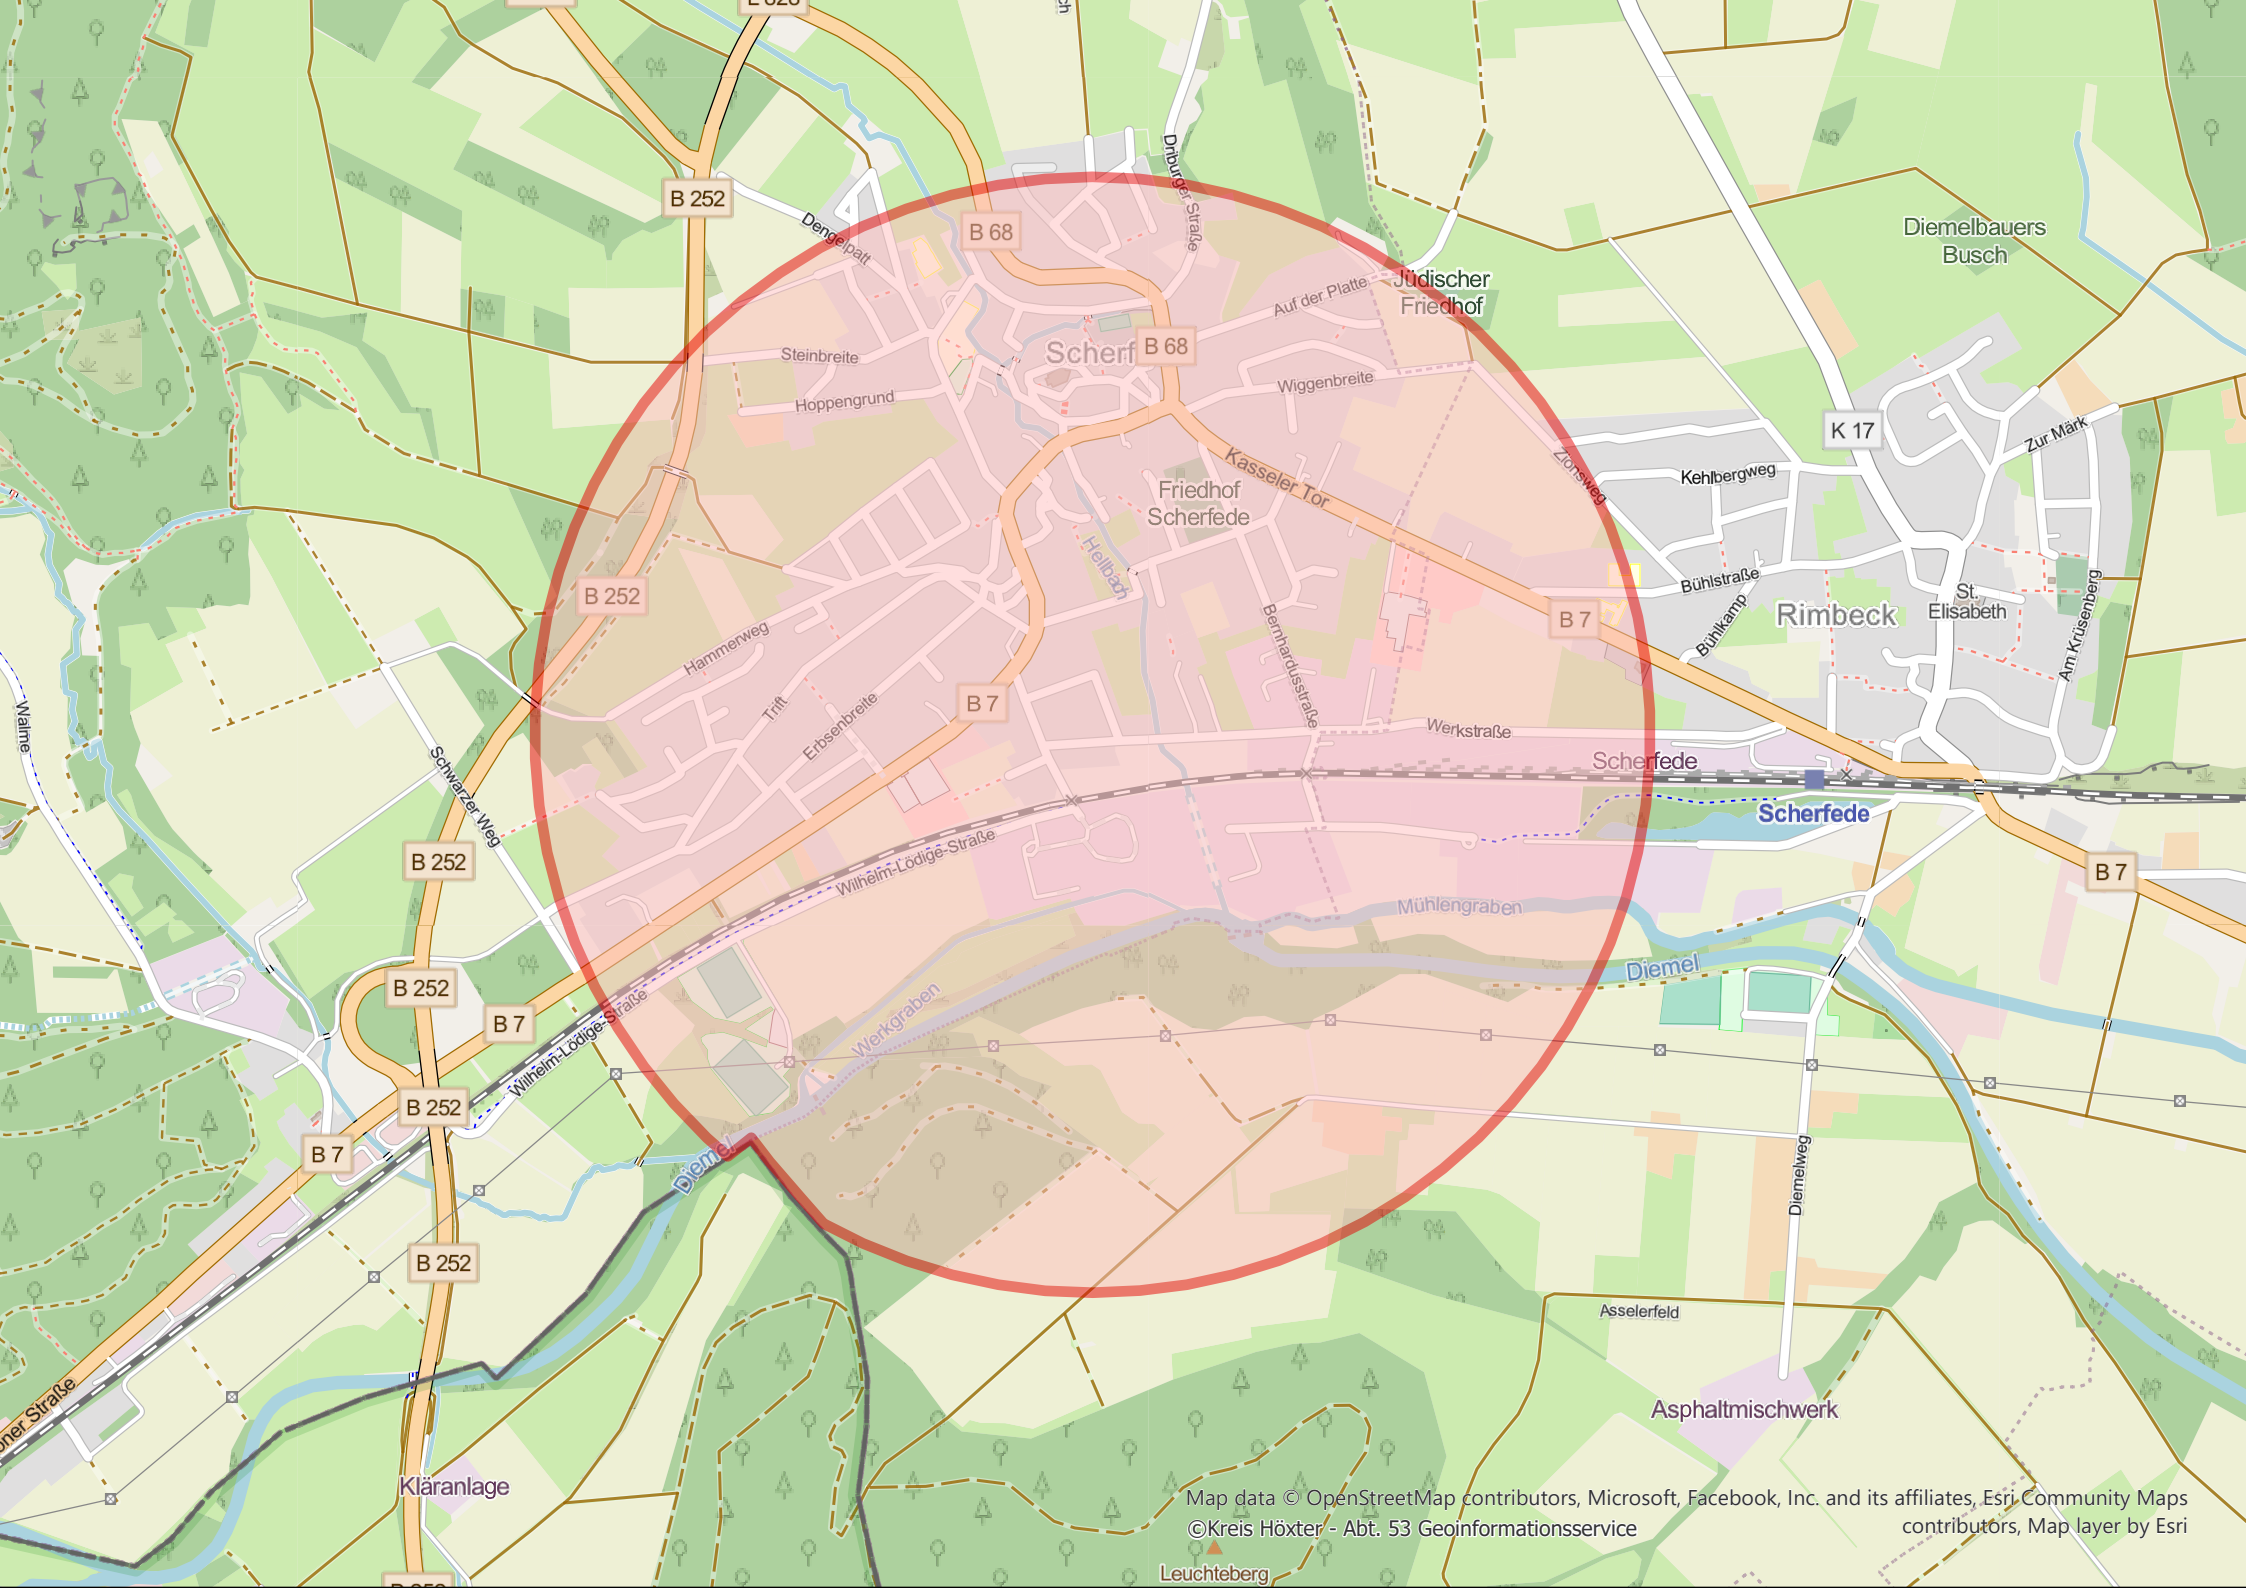 B 252
Driburger Straße
Dengelpatt
B 68
Diemelbauers
Busch
Jüdischer
Friedhof
Auf der Platte
B 68
Steinbreite
Wiggenbreite
Hoppengrund
K 17
Zur Märk
Kasseler Tor
Zionsweg
Kehlbergweg
Friedhof
Scherfede
Hellbach
B 252
Bühlstraße
Bühlkamp
B 7
Rimbeck
St.
Elisabeth
Am Krüsenberg
Hammerweg
Bernhardusstraße
Trift
Erbsenbreite
B 7
Walme
Werkstraße
Scherfede
Schwarzer Weg
Scherfede
B 252
Wilhelm-Lödige-Straße
B 7
Mühlengraben
Diemel
B 252
Werkgraben
B 7
Wilhelm-Lödige-Straße
B 252
B 7
Diemel
Diemelweg
B 252
Asselerfeld
Asphaltmischwerk
Kläranlage
Map data © OpenStreetMap contributors, Microsoft, Facebook, Inc. and its affiliates, Esri Community Maps
contributors, Map layer by Esri
©Kreis Höxter - Abt. 53 Geoinformationsservice
Leuchteberg